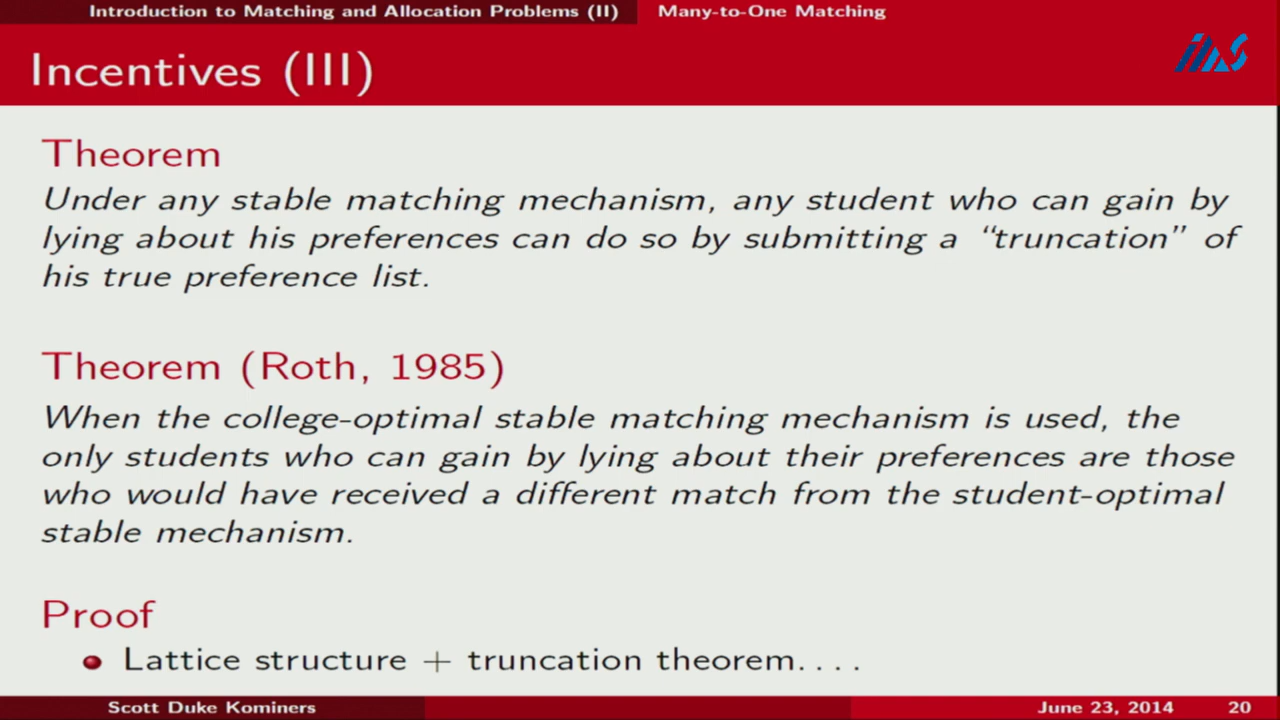 Introduction to Matching and Allocation Problems (II) Many-to-One Matching
ias
Incentives (III)
Theorem
Under any stable matching mechanism, any student who can gain by
lying about his preferences can do so by submitting a “truncation” of
his true preference list.
Theorem (Roth, 1985)
When the college-optimal stable matching mechanism is used, the
only students who can gain by lying about their preferences are those
who would have received a different match from the student-optimal
stable mechanism.
Proof
Lattice structure + truncation theorem. . . .
Scott Duke Kominers June 23, 2014 20